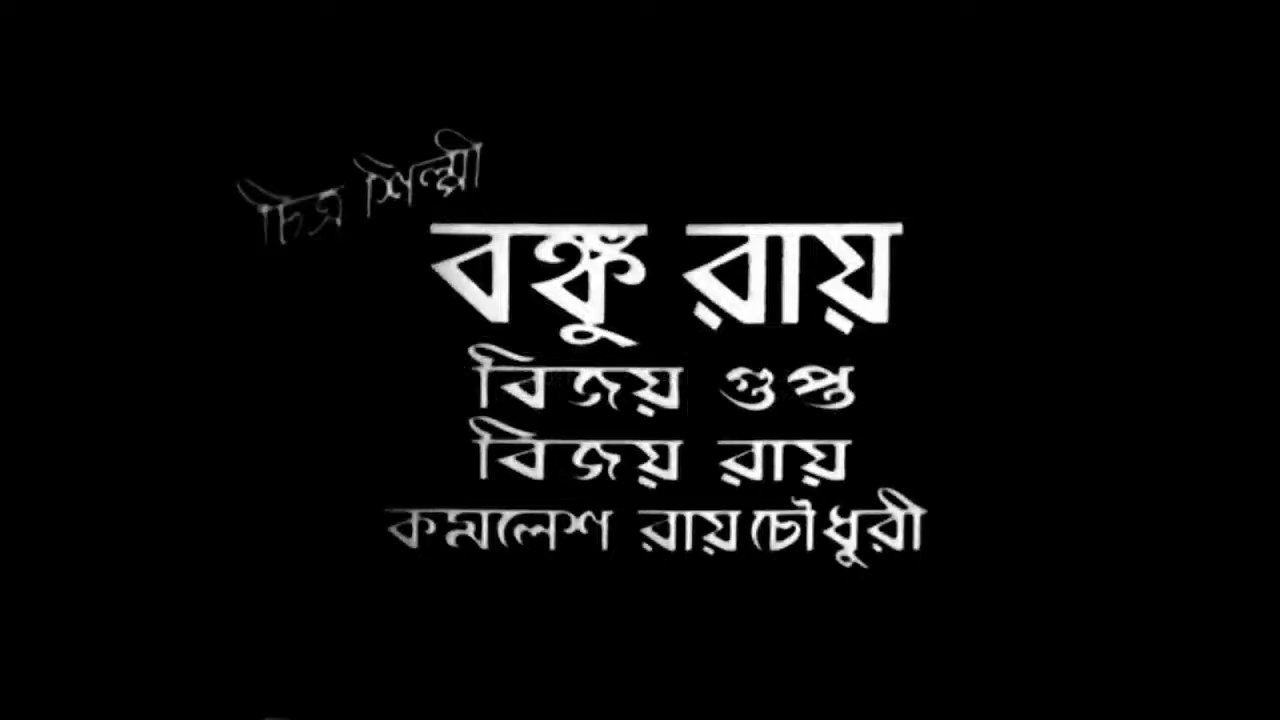 চিত্র শিল্পী
বঙ্কু রায়
বিজয় গুপ্ত
বিজয় রায়
কমলেশ রায়চৌধুরী